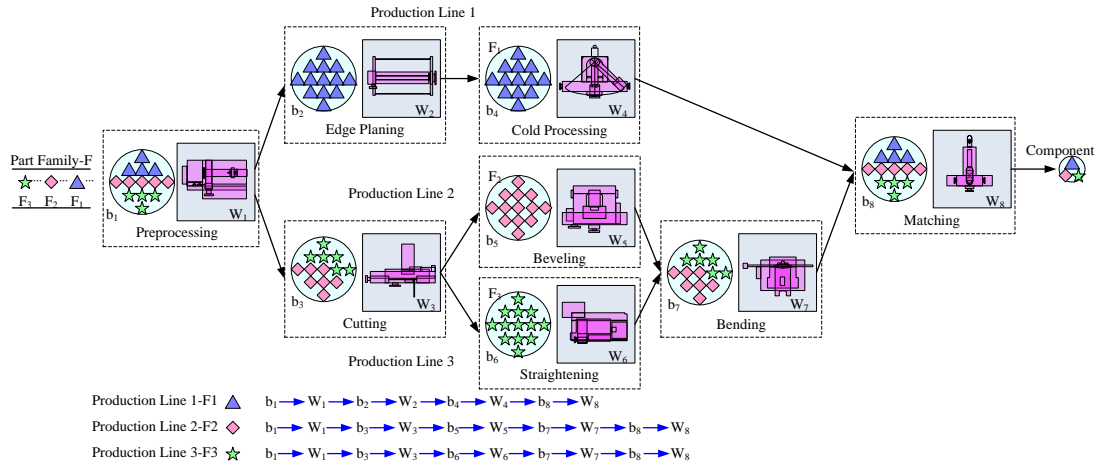 Production Line 1
b₂
W₂
Edge Planing
F₁
b₄
W₄
Cold Processing
Part Family-F
F₃ F₂ F₁
b₁
W₁
Preprocessing
Production Line 2
b₃
W₃
Cutting
F₂
b₅
W₅
Beveling
Production Line 3
F₃
b₆
W₆
Straightening
b₇
W₇
Bending
b₈
W₈
Matching
Component
Production Line 1-F1 b₁ W₁ b₂ W₂ b₄ W₄ b₈ W₈
Production Line 2-F2 b₁ W₁ b₃ W₃ b₅ W₅ b₇ W₇ b₈ W₈
Production Line 3-F3 b₁ W₁ b₃ W₃ b₆ W₆ b₇ W₇ b₈ W₈